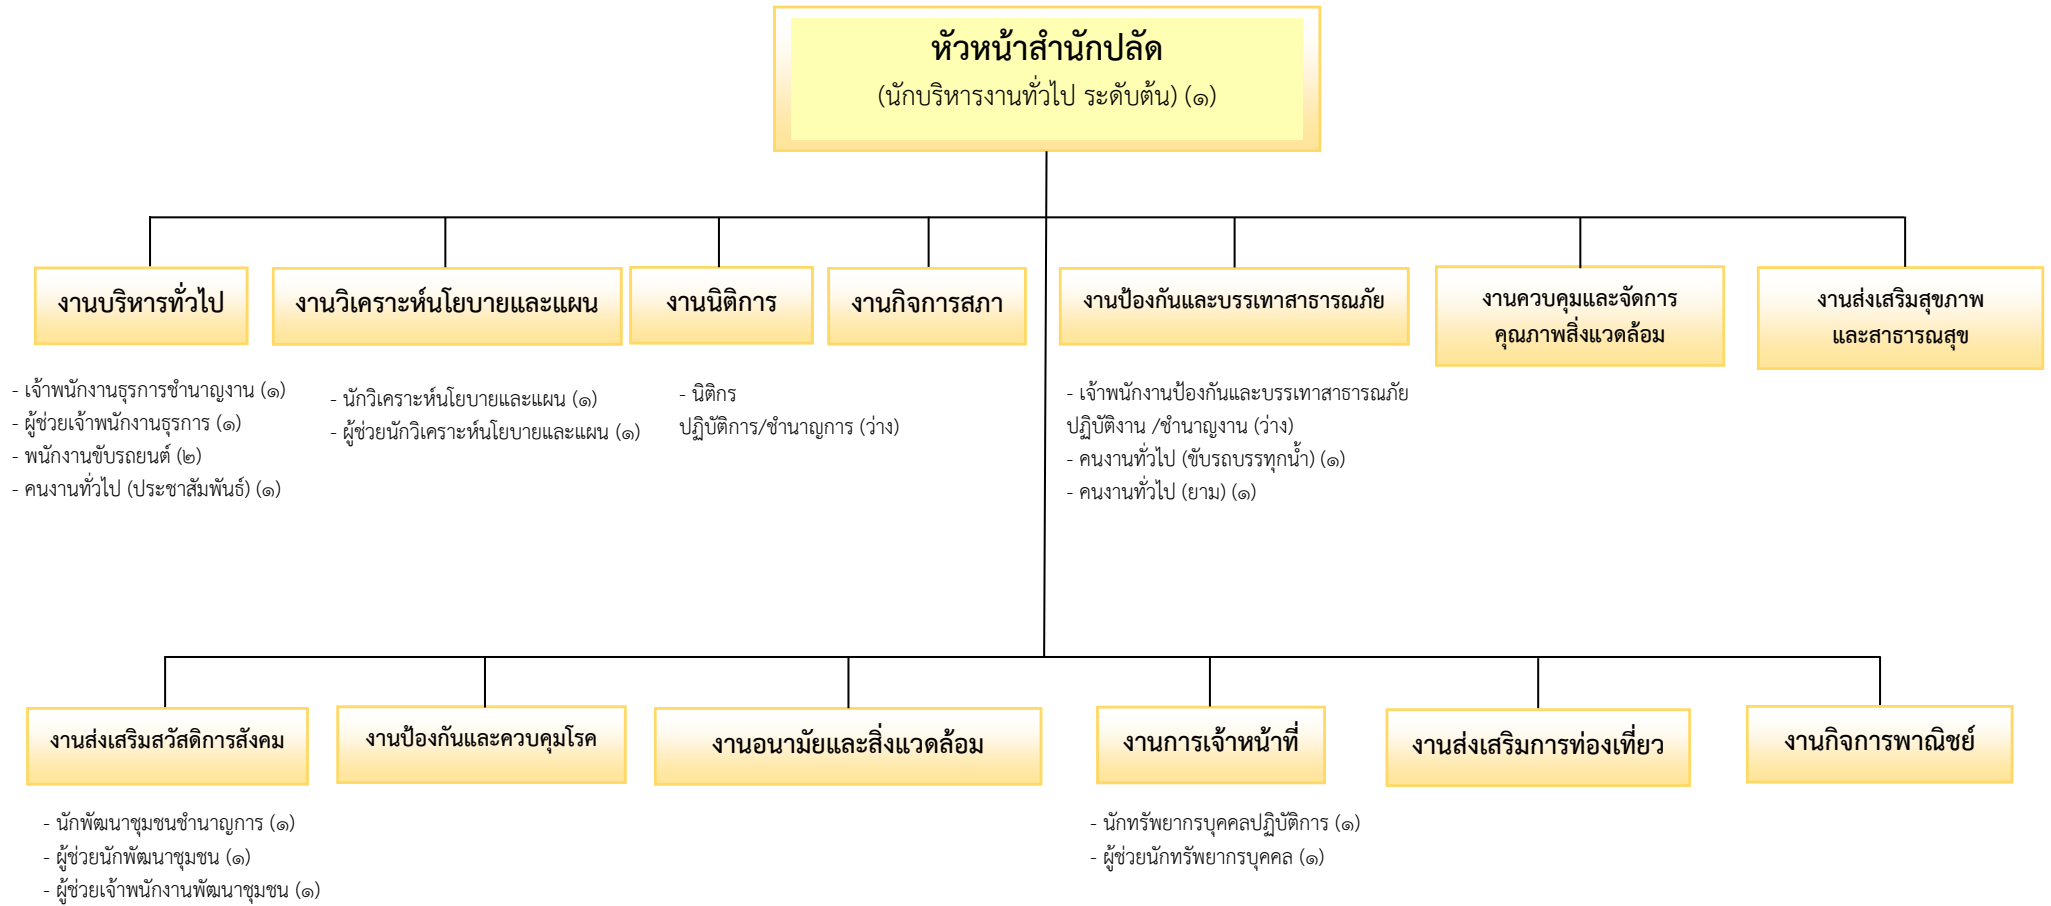 หัวหน้าสำนักปลัด
(นักบริหารงานทั่วไป ระดับต้น) (๑)
งานบริหารทั่วไป
- เจ้าพนักงานธุรการชำนาญงาน (๑)
- ผู้ช่วยเจ้าพนักงานธุรการ (๑)
- พนักงานขับรถยนต์ (๒)
- คนงานทั่วไป (ประชาสัมพันธ์) (๑)
งานวิเคราะห์นโยบายและแผน
- นักวิเคราะห์นโยบายและแผน (๑)
- ผู้ช่วยนักวิเคราะห์นโยบายและแผน (๑)
งานนิติการ
- นิติกร
ปฏิบัติการ/ชำนาญการ (ว่าง)
งานกิจการสภา
งานป้องกันและบรรเทาสาธารณภัย
- เจ้าพนักงานป้องกันและบรรเทาสาธารณภัย
ปฏิบัติงาน /ชำนาญงาน (ว่าง)
- คนงานทั่วไป (ขับรถบรรทุกน้ำ) (๑)
- คนงานทั่วไป (ยาม) (๑)
งานควบคุมและจัดการ
คุณภาพสิ่งแวดล้อม
งานส่งเสริมสุขภาพ
และสาธารณสุข
งานส่งเสริมสวัสดิการสังคม
- นักพัฒนาชุมชนชำนาญการ (๑)
- ผู้ช่วยนักพัฒนาชุมชน (๑)
- ผู้ช่วยเจ้าพนักงานพัฒนาชุมชน (๑)
งานป้องกันและควบคุมโรค
งานอนามัยและสิ่งแวดล้อม
งานการเจ้าหน้าที่
- นักทรัพยากรบุคคลปฏิบัติการ (๑)
- ผู้ช่วยนักทรัพยากรบุคคล (๑)
งานส่งเสริมการท่องเที่ยว
งานกิจการพาณิชย์